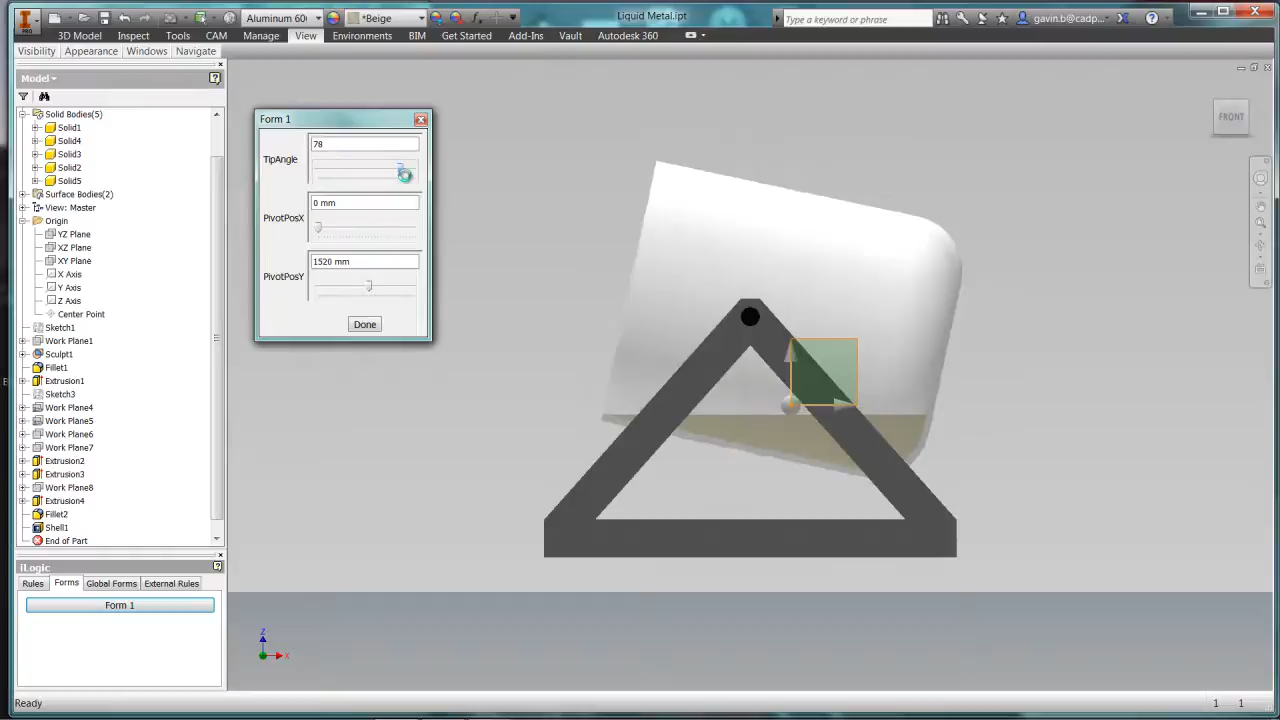 Aluminum 60
*Beige
Liquid Metal.ipt
Type a keyword or phrase
gavin.b@cadp...
PRO
3D Model Inspect Tools CAM Manage View Environments BIM Get Started Add-Ins Vault Autodesk 360
Visibility Appearance Windows Navigate
Model
Solid Bodies(5)
Solid1
Solid4
Solid3
Solid2
Solid5
Surface Bodies(2)
View: Master
Origin
YZ Plane
XZ Plane
XY Plane
X Axis
Y Axis
Z Axis
Center Point
Sketch1
Work Plane1
Sculpt1
Fillet1
Extrusion1
Sketch3
Work Plane4
Work Plane5
Work Plane6
Work Plane7
Extrusion2
Extrusion3
Work Plane8
Extrusion4
Fillet2
Shell1
End of Part
iLogic
Rules Forms Global Forms External Rules
Form 1
Form 1
78
TipAngle
0 mm
PivotPosX
1520 mm
PivotPosY
Done
FRONT
Z
X
Ready
1 1